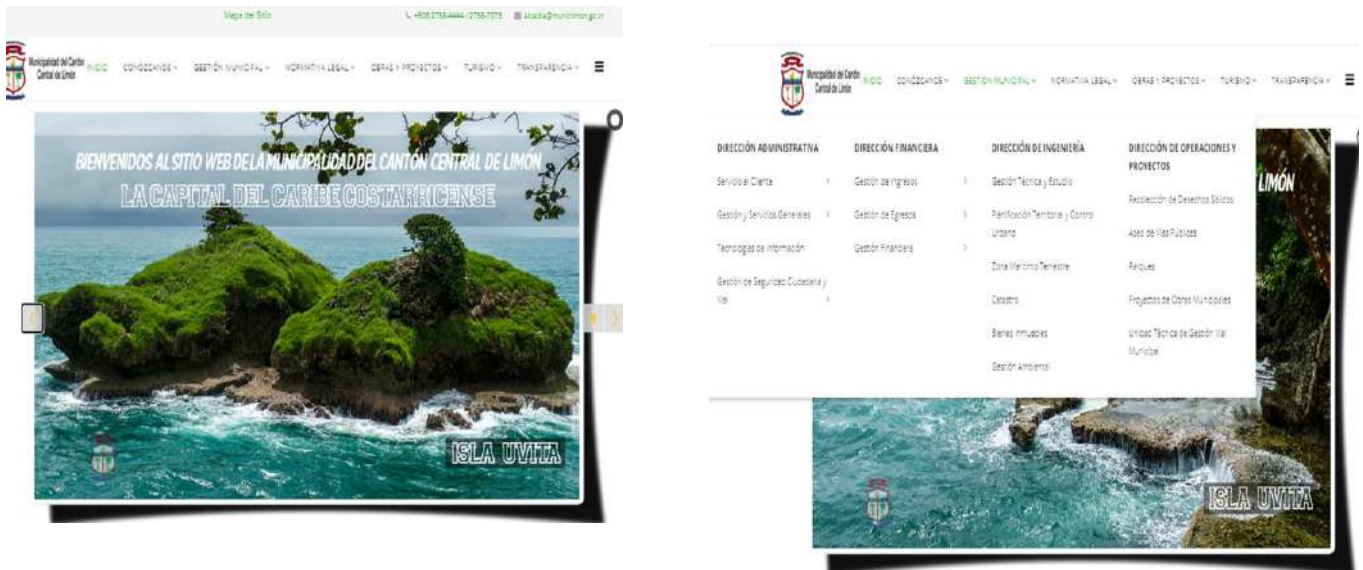 Mapa del Sitio
2758-7078
alcaldia@municlimon.go.cr
Municipalidad del Cantón
Central de Limón
INICIO
CONÓZCANOS
GESTIÓN MUNICIPAL
NORMATIVA LEGAL
OBRAS Y PROYECTOS
TURISMO
TRANSPARENCIA
BIENVENIDOS AL SITIO WEB DE LA MUNICIPALIDAD DEL CANTÓN CENTRAL DE LIMÓN
LA CAPITAL DEL CARIBE COSTARRICENSE
ISLA UVITA
Municipalidad del Cantón
Central de Limón
INICIO
CONÓZCANOS
GESTIÓN MUNICIPAL
NORMATIVA LEGAL
OBRAS Y PROYECTOS
TURISMO
TRANSPARENCIA
DIRECCIÓN ADMINISTRATIVA
Servicio al Cliente
Gestión y Servicios Generales
Tecnologías de Información
Gestión de Seguridad Ciudadana y
Vial
DIRECCIÓN FINANCIERA
Gestión de Ingresos
Gestión de Egresos
Gestión Financiera
DIRECCIÓN DE INGENIERÍA
Gestión Técnica y Estudio
Planificación Territorial y Control
Urbano
Zona Marítimo Terrestre
Catastro
Bienes Inmuebles
Gestión Ambiental
DIRECCIÓN DE OPERACIONES Y
PROYECTOS
Recolección de Desechos Sólidos
Aseo de Vías Públicas
Parques
Proyectos de Obras Municipales
Unidad Técnica de Gestión Vial
Municipal
LIMÓN
ISLA UVITA